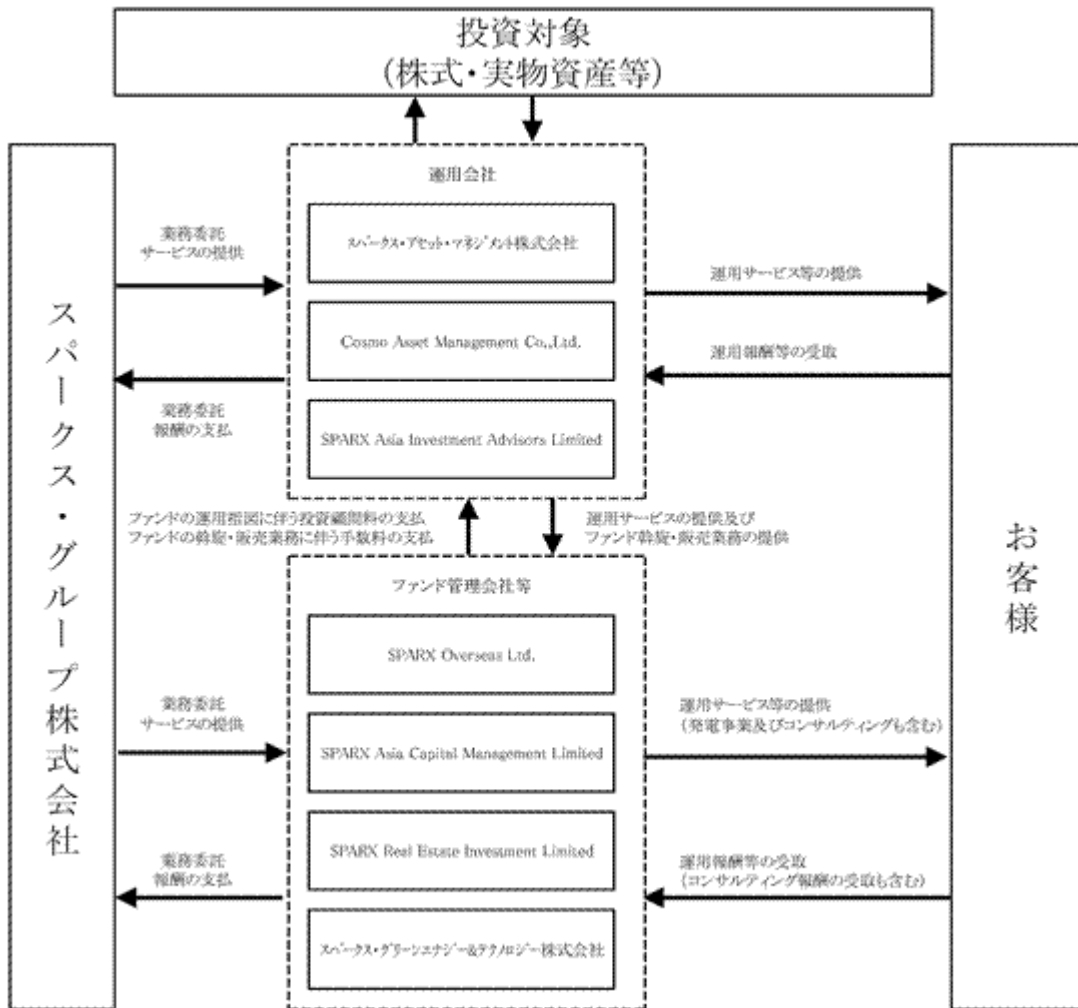 投資対象
(株式・実物資産等)
運用会社
スパークス・アセット・マネジメント株式会社
Cosmo Asset Management Co.,Ltd.
SPARX Asia Investment Advisors Limited
業務委託
サービスの提供
業務委託
報酬の支払
運用サービス等の提供
運用報酬等の受取
スパークス・グループ株式会社
お客様
ファンドの運用指図に伴う投資顧問料の支払
ファンドの斡旋・販売業務に伴う手数料の支払
運用サービスの提供及び
ファンド斡旋・販売業務の提供
ファンド管理会社等
SPARX Overseas Ltd.
SPARX Asia Capital Management Limited
SPARX Real Estate Investment Limited
スパークス・グリーンエナジー&テクノロジー株式会社
業務委託
サービスの提供
業務委託
報酬の支払
運用サービス等の提供
(発電事業及びコンサルティングも含む)
運用報酬等の受取
(コンサルティング報酬の受取も含む)